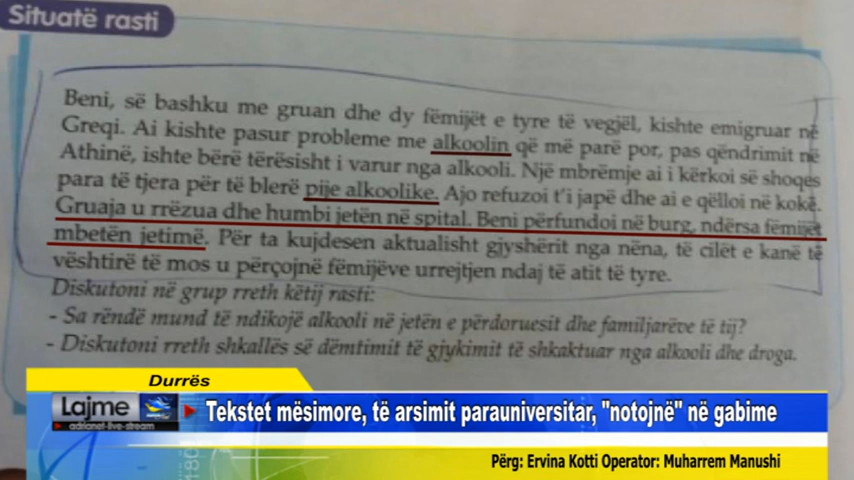 Situatë rasti
Beni, së bashku me gruan dhe dy fëmijët e tyre të vegjël, kishte emigruar në
Greqi. Ai kishte pasur probleme me alkoolin që më parë por, pas qëndrimit në
Athinë, ishte bërë tërësisht i varur nga alkooli. Një mbrëmje ai i kërkoi së shoqes
para të tjera për të blerë pije alkoolike. Ajo refuzoi t'i japë dhe ai e qëlloi në kokë.
Gruaja u rrëzua dhe humbi jetën në spital. Beni përfundoi në burg, ndërsa fëmijët
mbetën jetimë. Për ta kujdesen aktualisht gjyshërit nga nëna, të cilët e kanë të
vështirë të mos u përçojnë fëmijëve urrejtjen ndaj të atit të tyre.
Diskutoni në grup rreth këtij rasti:
- Sa rëndë mund të ndikojë alkooli në jetën e përdoruesit dhe familjarëve të tij?
- Diskutoni rreth shkallës së dëmtimit të gjykimit të shkaktuar nga alkooli dhe droga.
Durrës
Lajme
adrianet-live-stream
Tekstet mësimore, të arsimit parauniversitar, "notojnë" në gabime
180
Përg: Ervina Kotti Operator: Muharrem Manushi